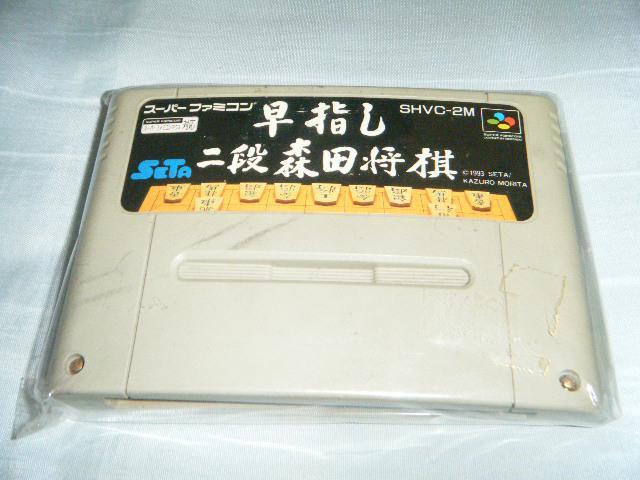 スーパーファミコン
SHVC-2M
早指し
SETA
二段 森田将棋
©1993 SETA/
KAZURO MORITA